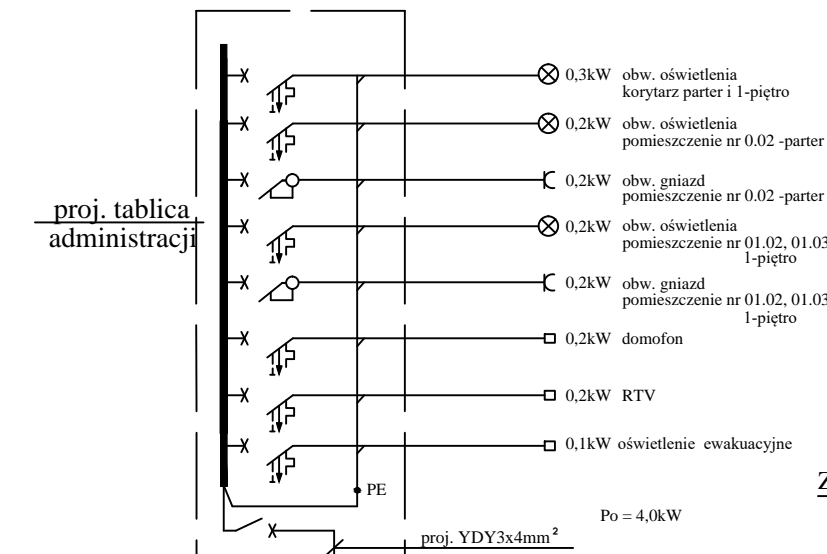 0,3kW obw. oświetlenia
korytarz parter i 1-piętro
0,2kW obw. oświetlenia
pomieszczenie nr 0.02 -parter
0,2kW obw. gniazd
pomieszczenie nr 0.02 -parter
proj. tablica
administracji
0,2kW obw. oświetlenia
pomieszczenie nr 01.02, 01.03
1-piętro
0,2kW obw. gniazd
pomieszczenie nr 01.02, 01.03
1-piętro
0,2kW domofon
0,2kW RTV
0,1kW oświetlenie ewakuacyjne
Z
PE
Po = 4,0kW
proj. YDY3x4mm²